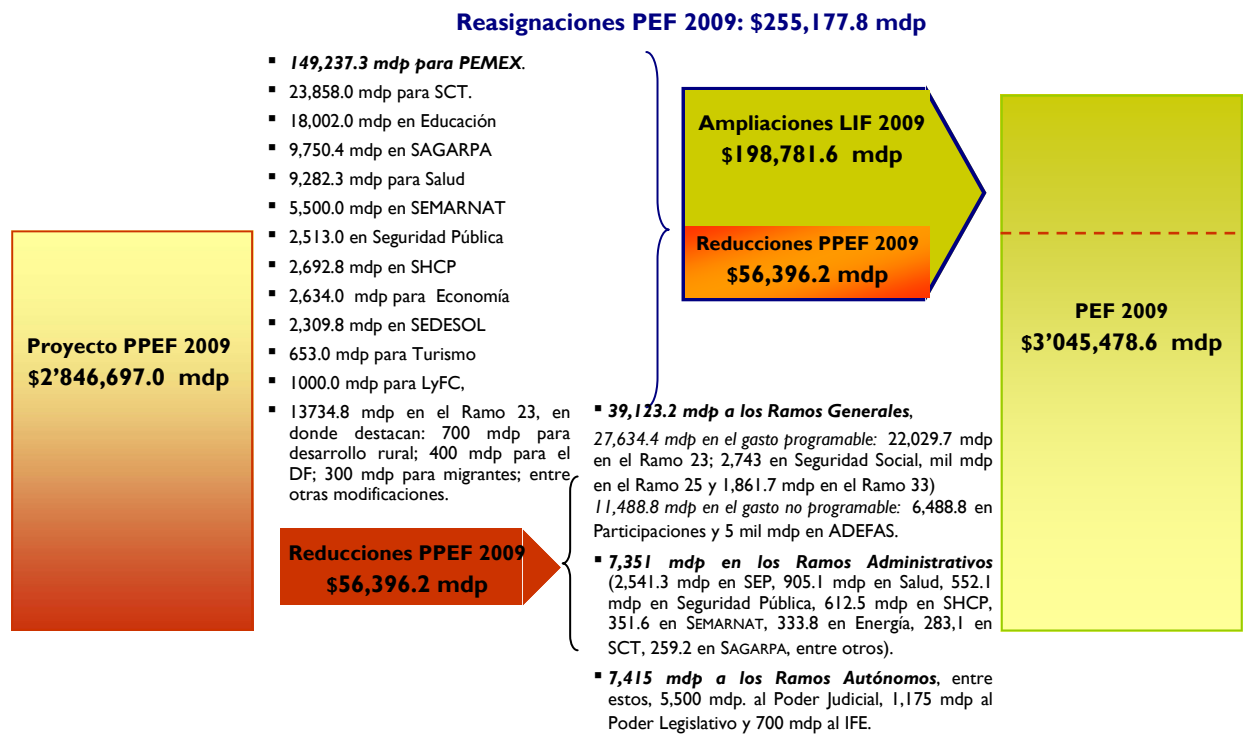 Reasignaciones PEF 2009: $255,177.8 mdp
▪ 149,237.3 mdp para PEMEX.
▪ 23,858.0 mdp para SCT.
▪ 18,002.0 mdp en Educación
▪ 9,750.4 mdp en SAGARPA
▪ 9,282.3 mdp para Salud
▪ 5,500.0 mdp en SEMARNAT
▪ 2,513.0 en Seguridad Pública
▪ 2,692.8 mdp en SHCP
▪ 2,634.0 mdp para Economía
▪ 2,309.8 mdp en SEDESOL
▪ 653.0 mdp para Turismo
▪ 1000.0 mdp para LyFC,
▪ 13734.8 mdp en el Ramo 23, en
donde destacan: 700 mdp para
desarrollo rural; 400 mdp para el
DF; 300 mdp para migrantes; entre
otras modificaciones.
Proyecto PPEF 2009
$2’846,697.0 mdp
Ampliaciones LIF 2009
$198,781.6 mdp
Reducciones PPEF 2009
$56,396.2 mdp
PEF 2009
$3’045,478.6 mdp
Reducciones PPEF 2009
$56,396.2 mdp
▪ 39,123.2 mdp a los Ramos Generales,
27,634.4 mdp en el gasto programable: 22,029.7 mdp
en el Ramo 23; 2,743 en Seguridad Social, mil mdp
en el Ramo 25 y 1,861.7 mdp en el Ramo 33)
11,488.8 mdp en el gasto no programable: 6,488.8 en
Participaciones y 5 mil mdp en ADEFAS.
▪ 7,351 mdp en los Ramos Administrativos
(2,541.3 mdp en SEP, 905.1 mdp en Salud, 552.1
mdp en Seguridad Pública, 612.5 mdp en SHCP,
351.6 en SEMARNAT, 333.8 en Energía, 283,1 en
SCT, 259.2 en SAGARPA, entre otros).
▪ 7,415 mdp a los Ramos Autónomos, entre
estos, 5,500 mdp. al Poder Judicial, 1,175 mdp al
Poder Legislativo y 700 mdp al IFE.